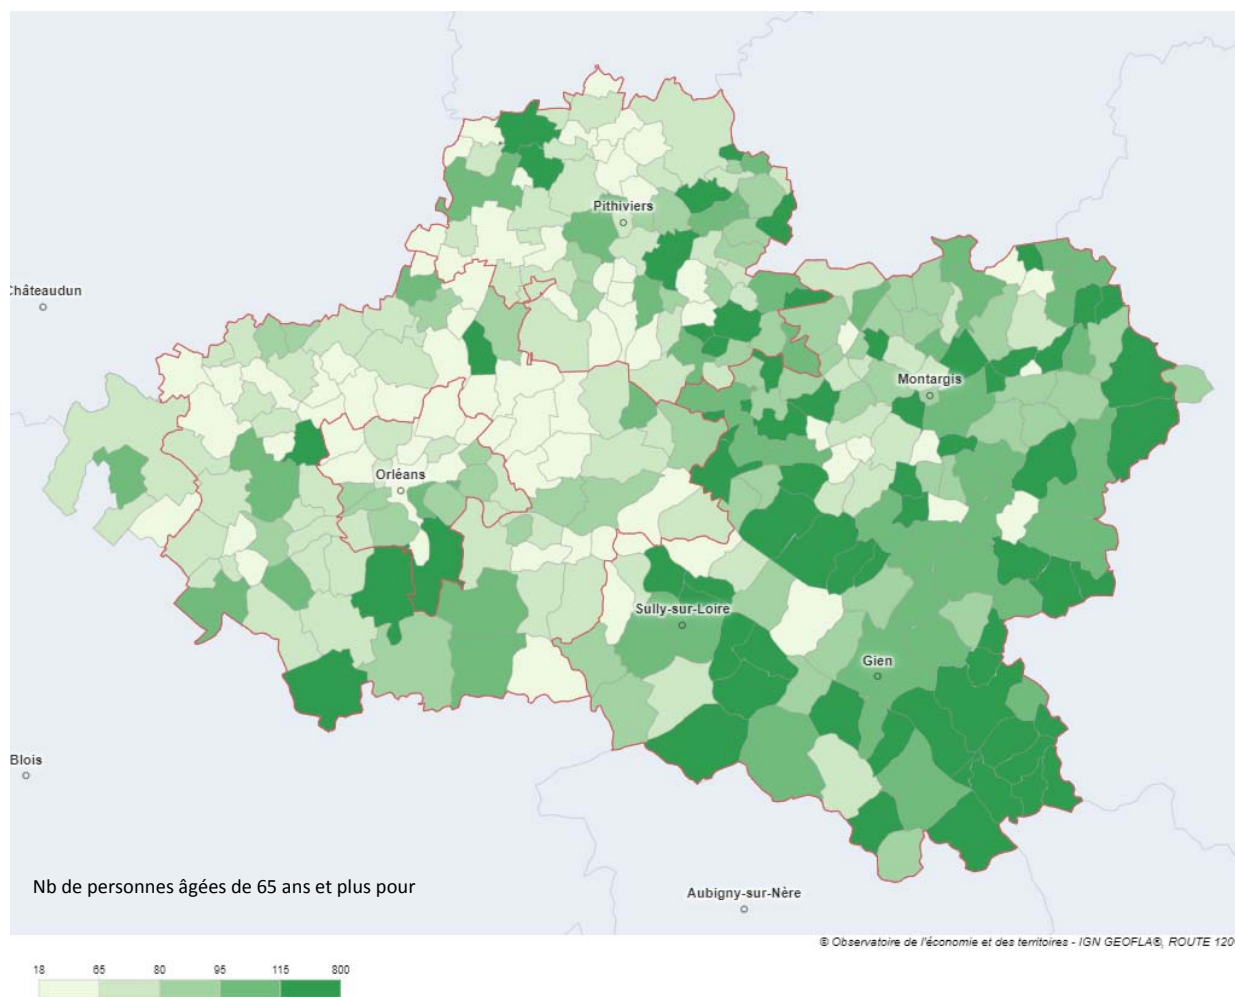 Pithiviers
Châteaudun
Montargis
Orléans
Sully-sur-Loire
Gien
Blois
Nb de personnes âgées de 65 ans et plus pour
Aubigny-sur-Nère
© Observatoire de l'économie et des territoires - IGN GEOFLA®, ROUTE 120
18 65 80 95 115 800